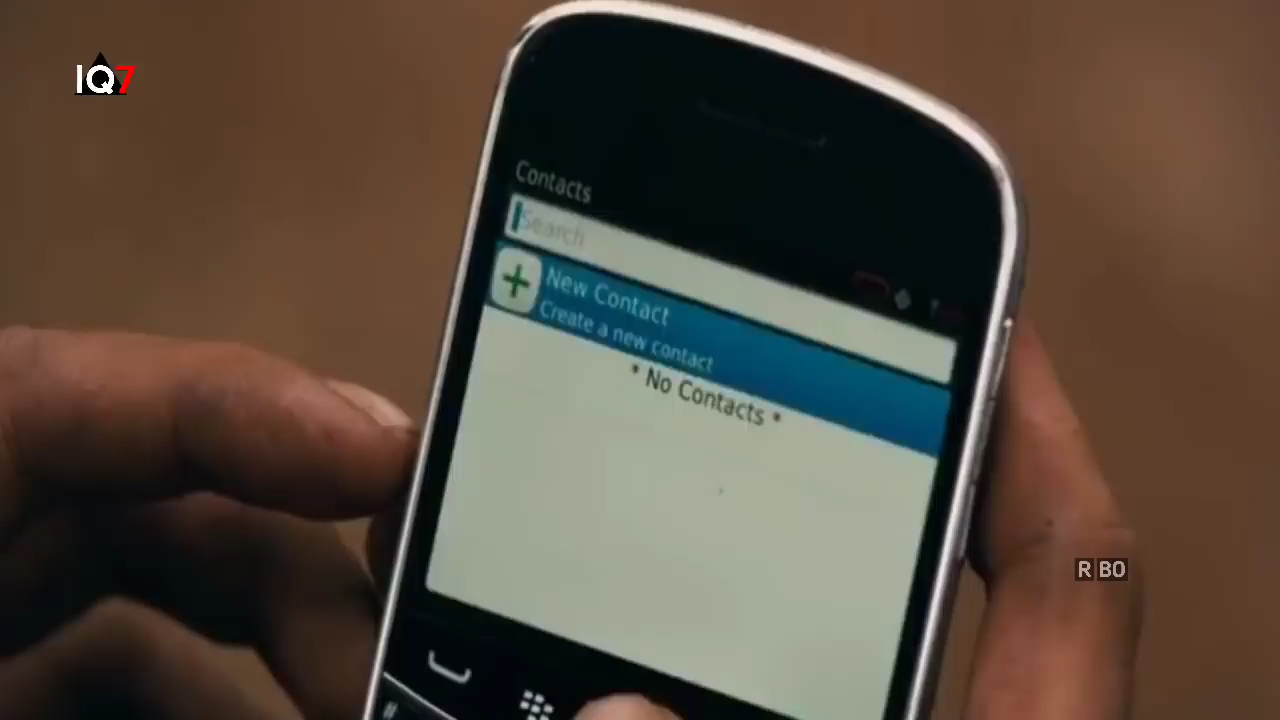 IQ7
Contacts
Search
New Contact
Create a new contact
* No Contacts *
R BO
#